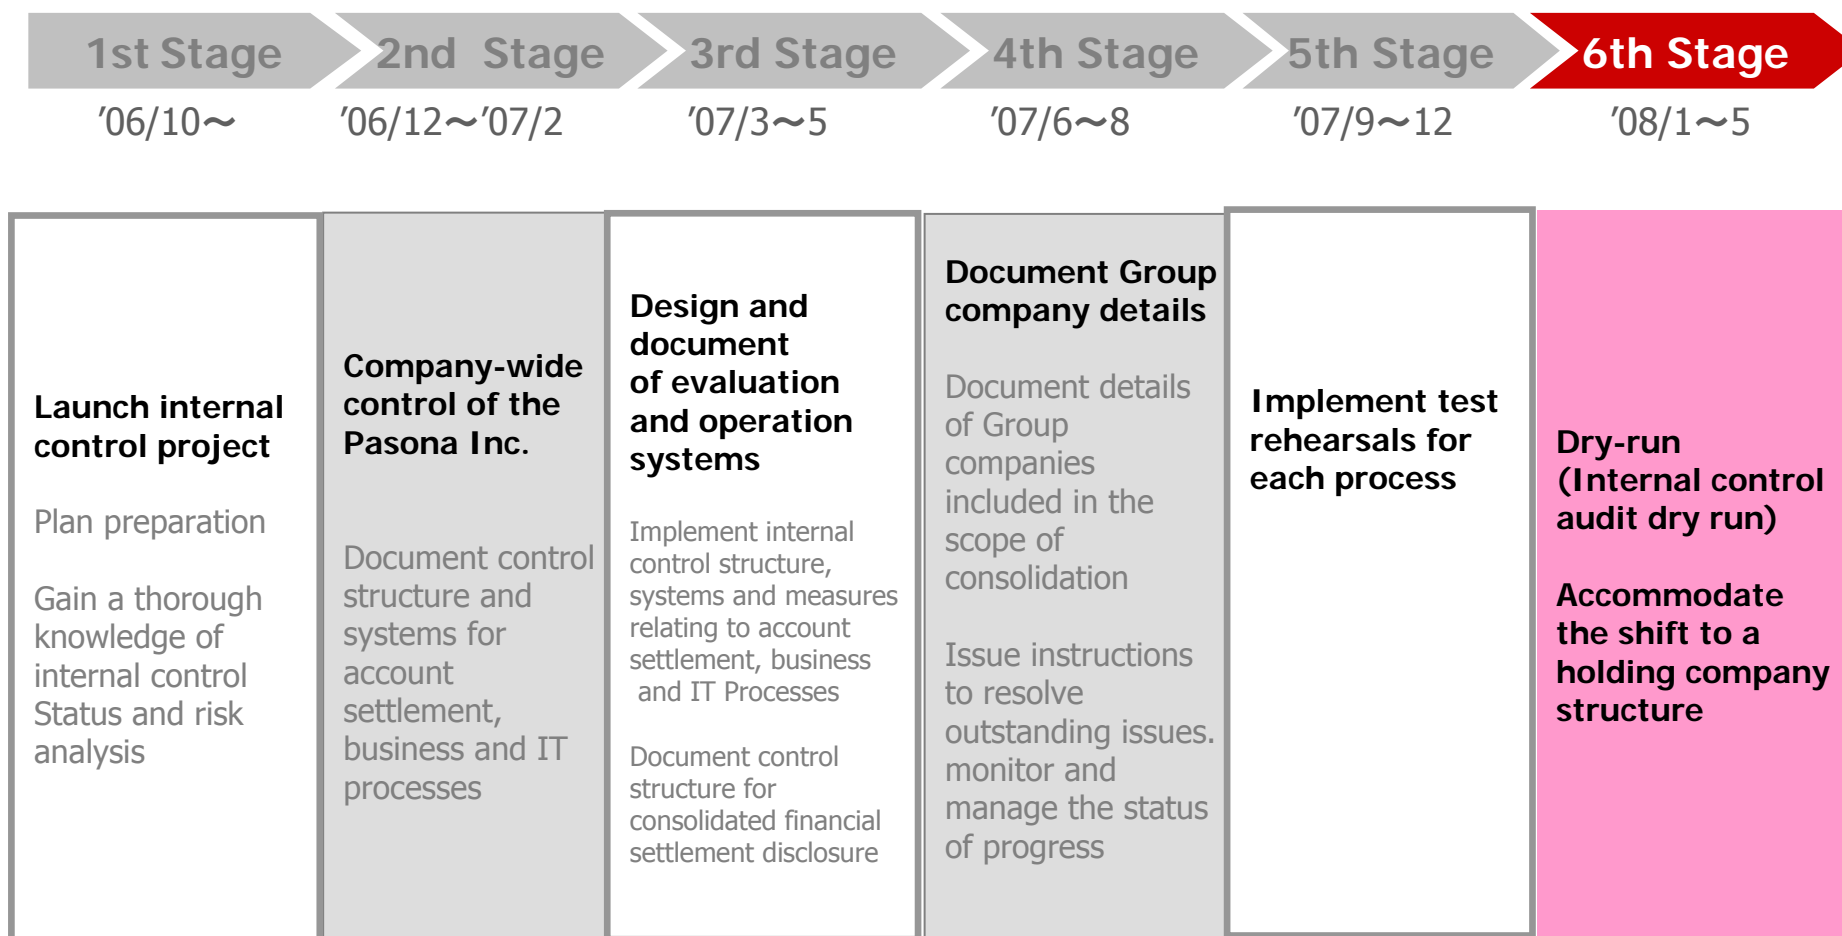 1st Stage
2nd Stage
3rd Stage
4th Stage
5th Stage
6th Stage
’06/10～
’06/12～’07/2
’07/3～5
’07/6～8
’07/9～12
’08/1～5
Launch internal
control project
Plan preparation
Gain a thorough
knowledge of
internal control
Status and risk
analysis
Company-wide
control of the
Pasona Inc.
Document control
structure and
systems for
account
settlement,
business and IT
processes
Design and
document
of evaluation
and operation
systems
Implement internal
control structure,
systems and measures
relating to account
settlement, business
and IT Processes
Document control
structure for
consolidated financial
settlement disclosure
Document Group
company details
Document details
of Group
companies
included in the
scope of
consolidation
Issue instructions
to resolve
outstanding issues.
monitor and
manage the status
of progress
Implement test
rehearsals for
each process
Dry-run
(Internal control
audit dry run)
Accommodate
the shift to a
holding company
structure